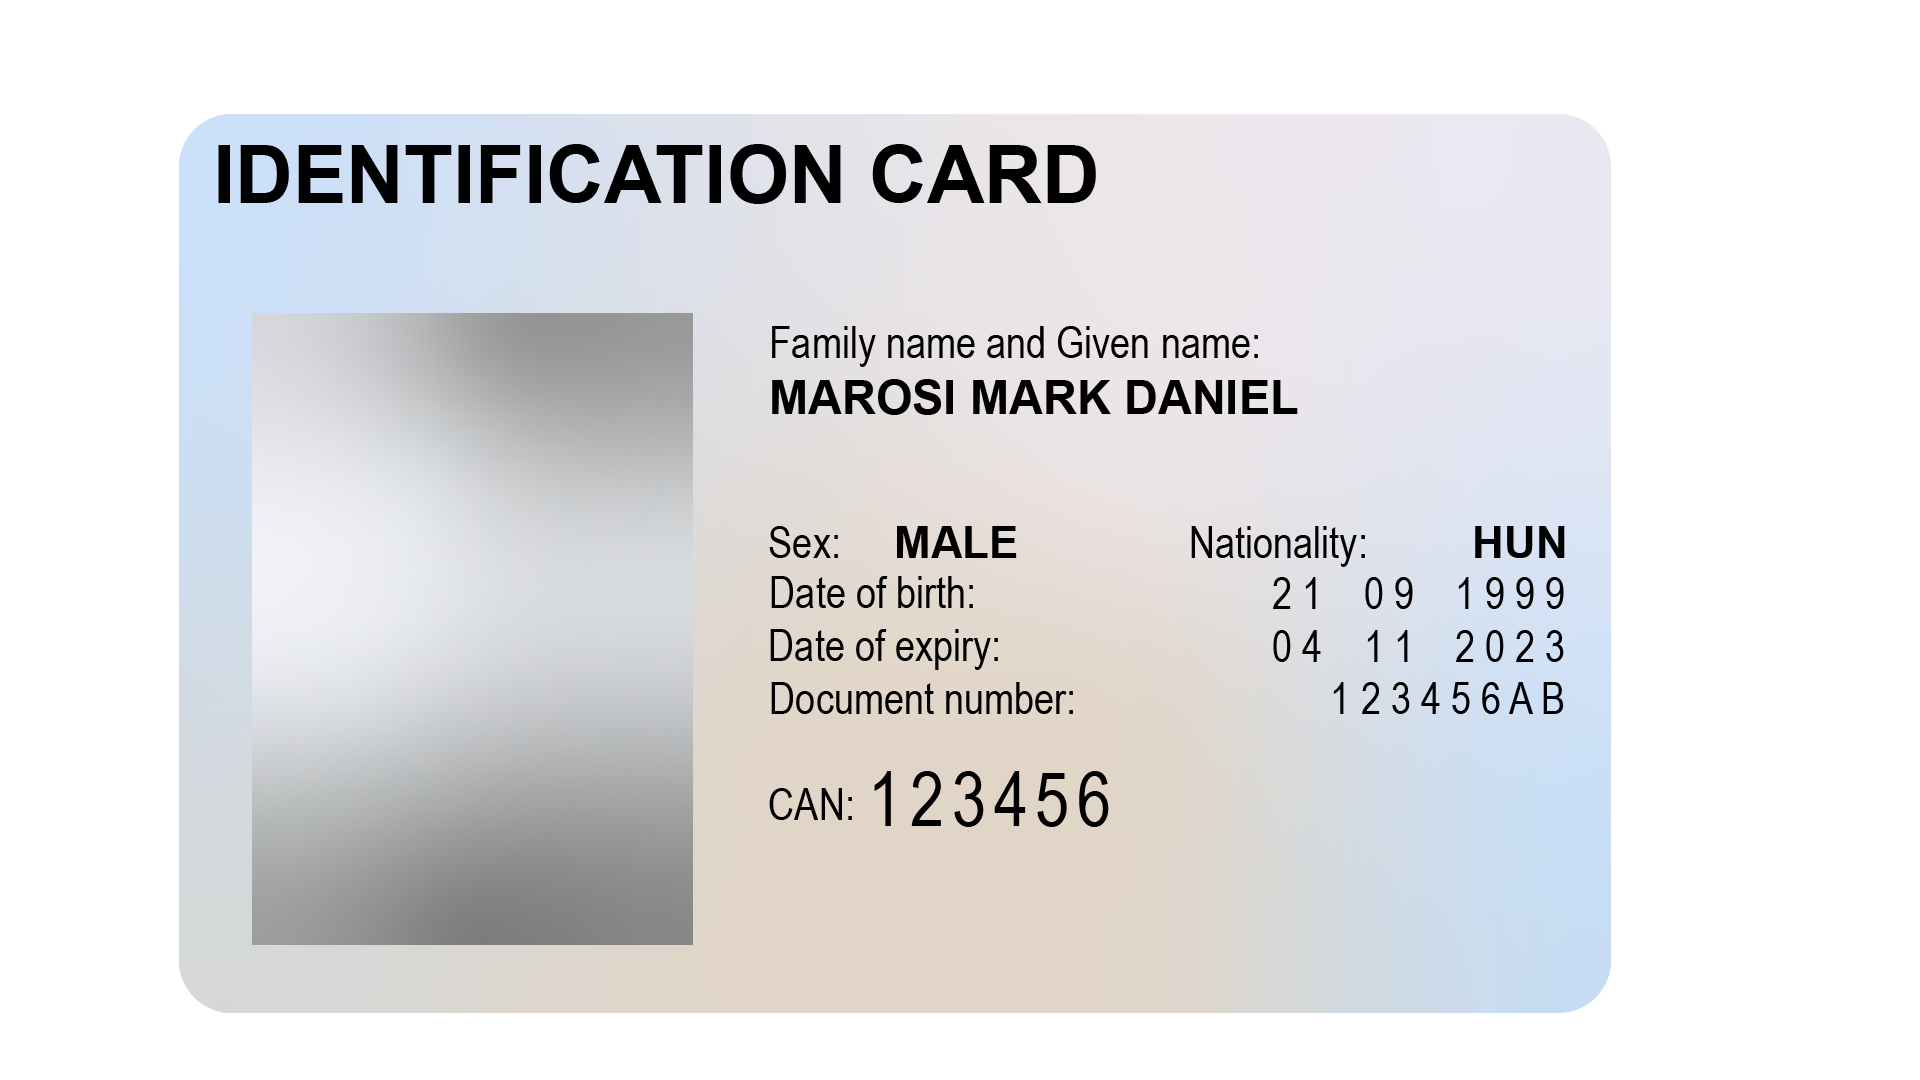 IDENTIFICATION CARD
Family name and Given name:
MAROSI MARK DANIEL
Sex: MALE Nationality: HUN
Date of birth: 21 09 1999
Date of expiry: 04 11 2023
Document number: 123456AB
CAN: 123456